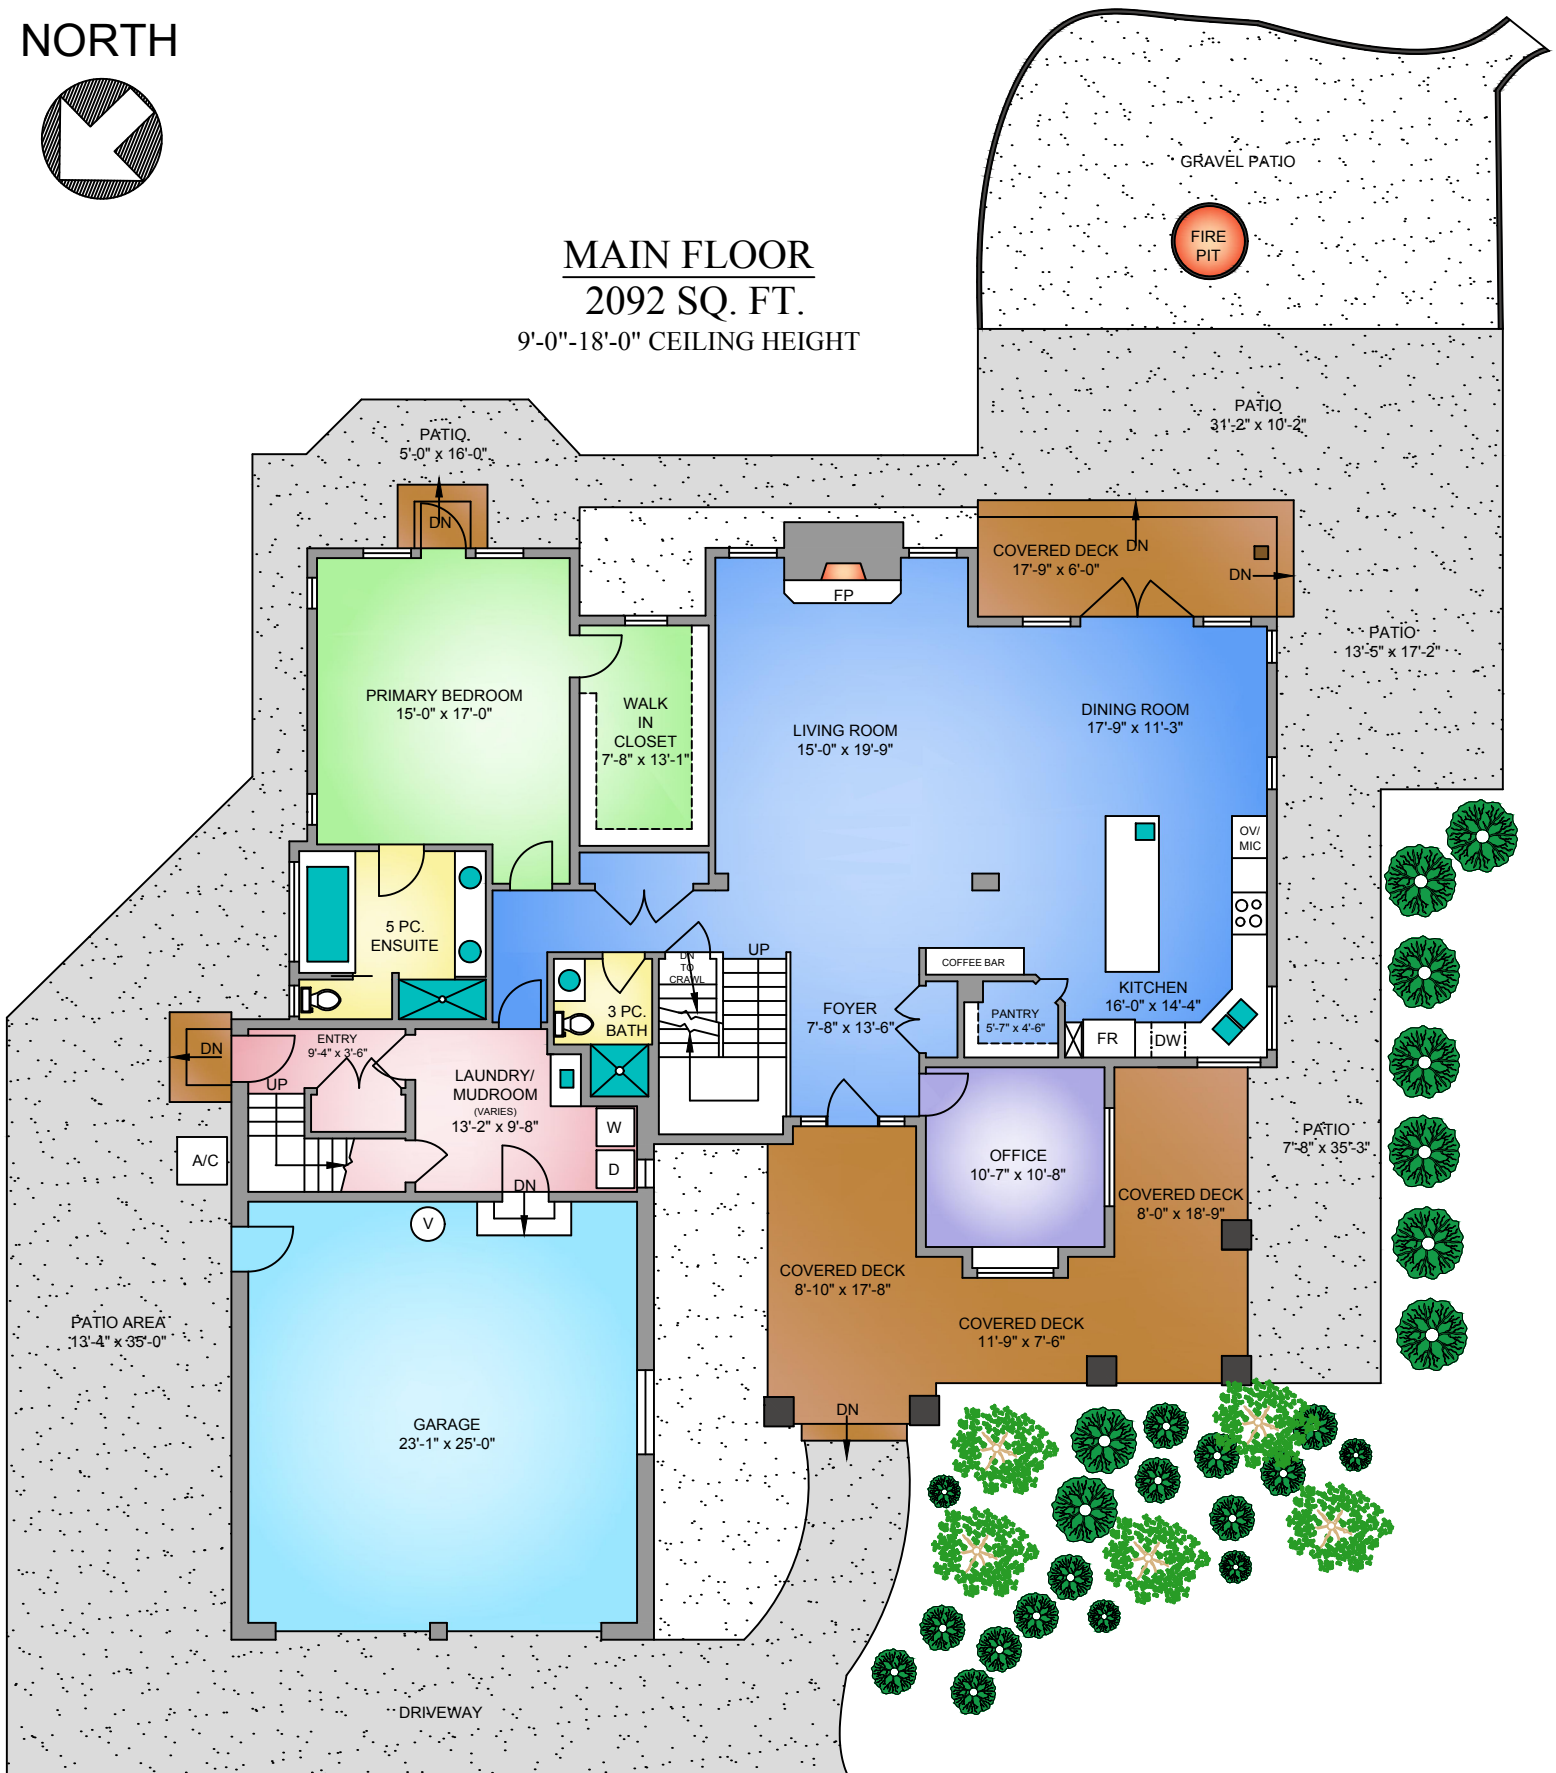 NORTH
MAIN FLOOR
2092 SQ. FT.
9'-0"-18'-0" CEILING HEIGHT
GRAVEL PATIO
FIRE
PIT
PATIO
31'-2" x 10'-2"
PATIO
5'-0" x 16'-0"
DN
COVERED DECK
17'-9" x 6'-0"
DN
DN
FP
PATIO
13'-5" x 17'-2"
PRIMARY BEDROOM
15'-0" x 17'-0"
WALK
IN
CLOSET
7'-8" x 13'-1"
LIVING ROOM
15'-0" x 19'-9"
DINING ROOM
17'-9" x 11'-3"
OV/
MIC
5 PC.
ENSUITE
DN
TO
CRAWL
UP
COFFEE BAR
KITCHEN
16'-0" x 14'-4"
FOYER
7'-8" x 13'-6"
PANTRY
5'-7" x 4'-6"
FR
DW
3 PC.
BATH
ENTRY
9'-4" x 3'-6"
DN
UP
LAUNDRY/
MUDROOM
(VARIES)
13'-2" x 9'-8"
W
D
A/C
DN
V
OFFICE
10'-7" x 10'-8"
PATIO
7'-8" x 35'-3"
COVERED DECK
8'-0" x 18'-9"
COVERED DECK
8'-10" x 17'-8"
COVERED DECK
11'-9" x 7'-6"
PATIO AREA
13'-4" x 35'-0"
DN
GARAGE
23'-1" x 25'-0"
DRIVEWAY